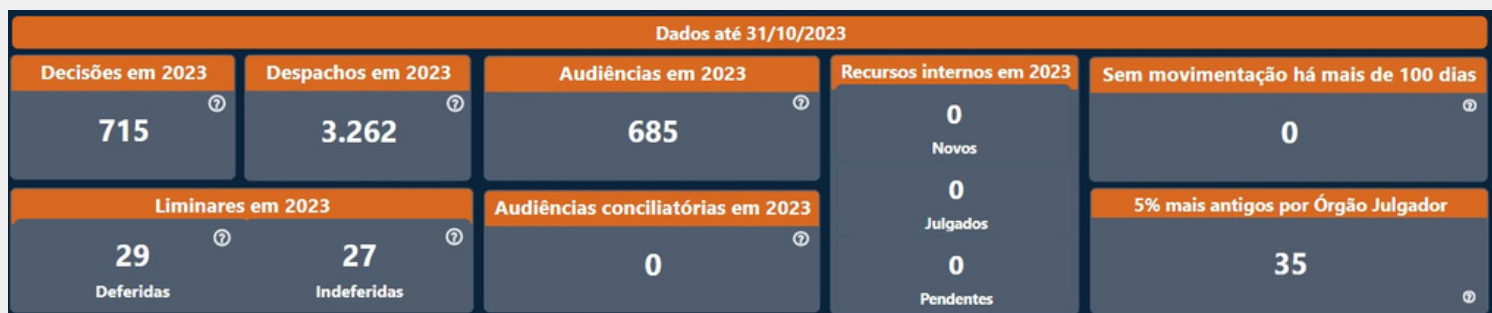 Dados até 31/10/2023
Decisões em 2023
715
Despachos em 2023
3.262
Audiências em 2023
685
Recursos internos em 2023
0
Novos
0
Julgados
0
Pendentes
Sem movimentação há mais de 100 dias
0
Liminares em 2023
29
Deferidas
27
Indeferidas
Audiências conciliatórias em 2023
0
5% mais antigos por Órgão Julgador
35